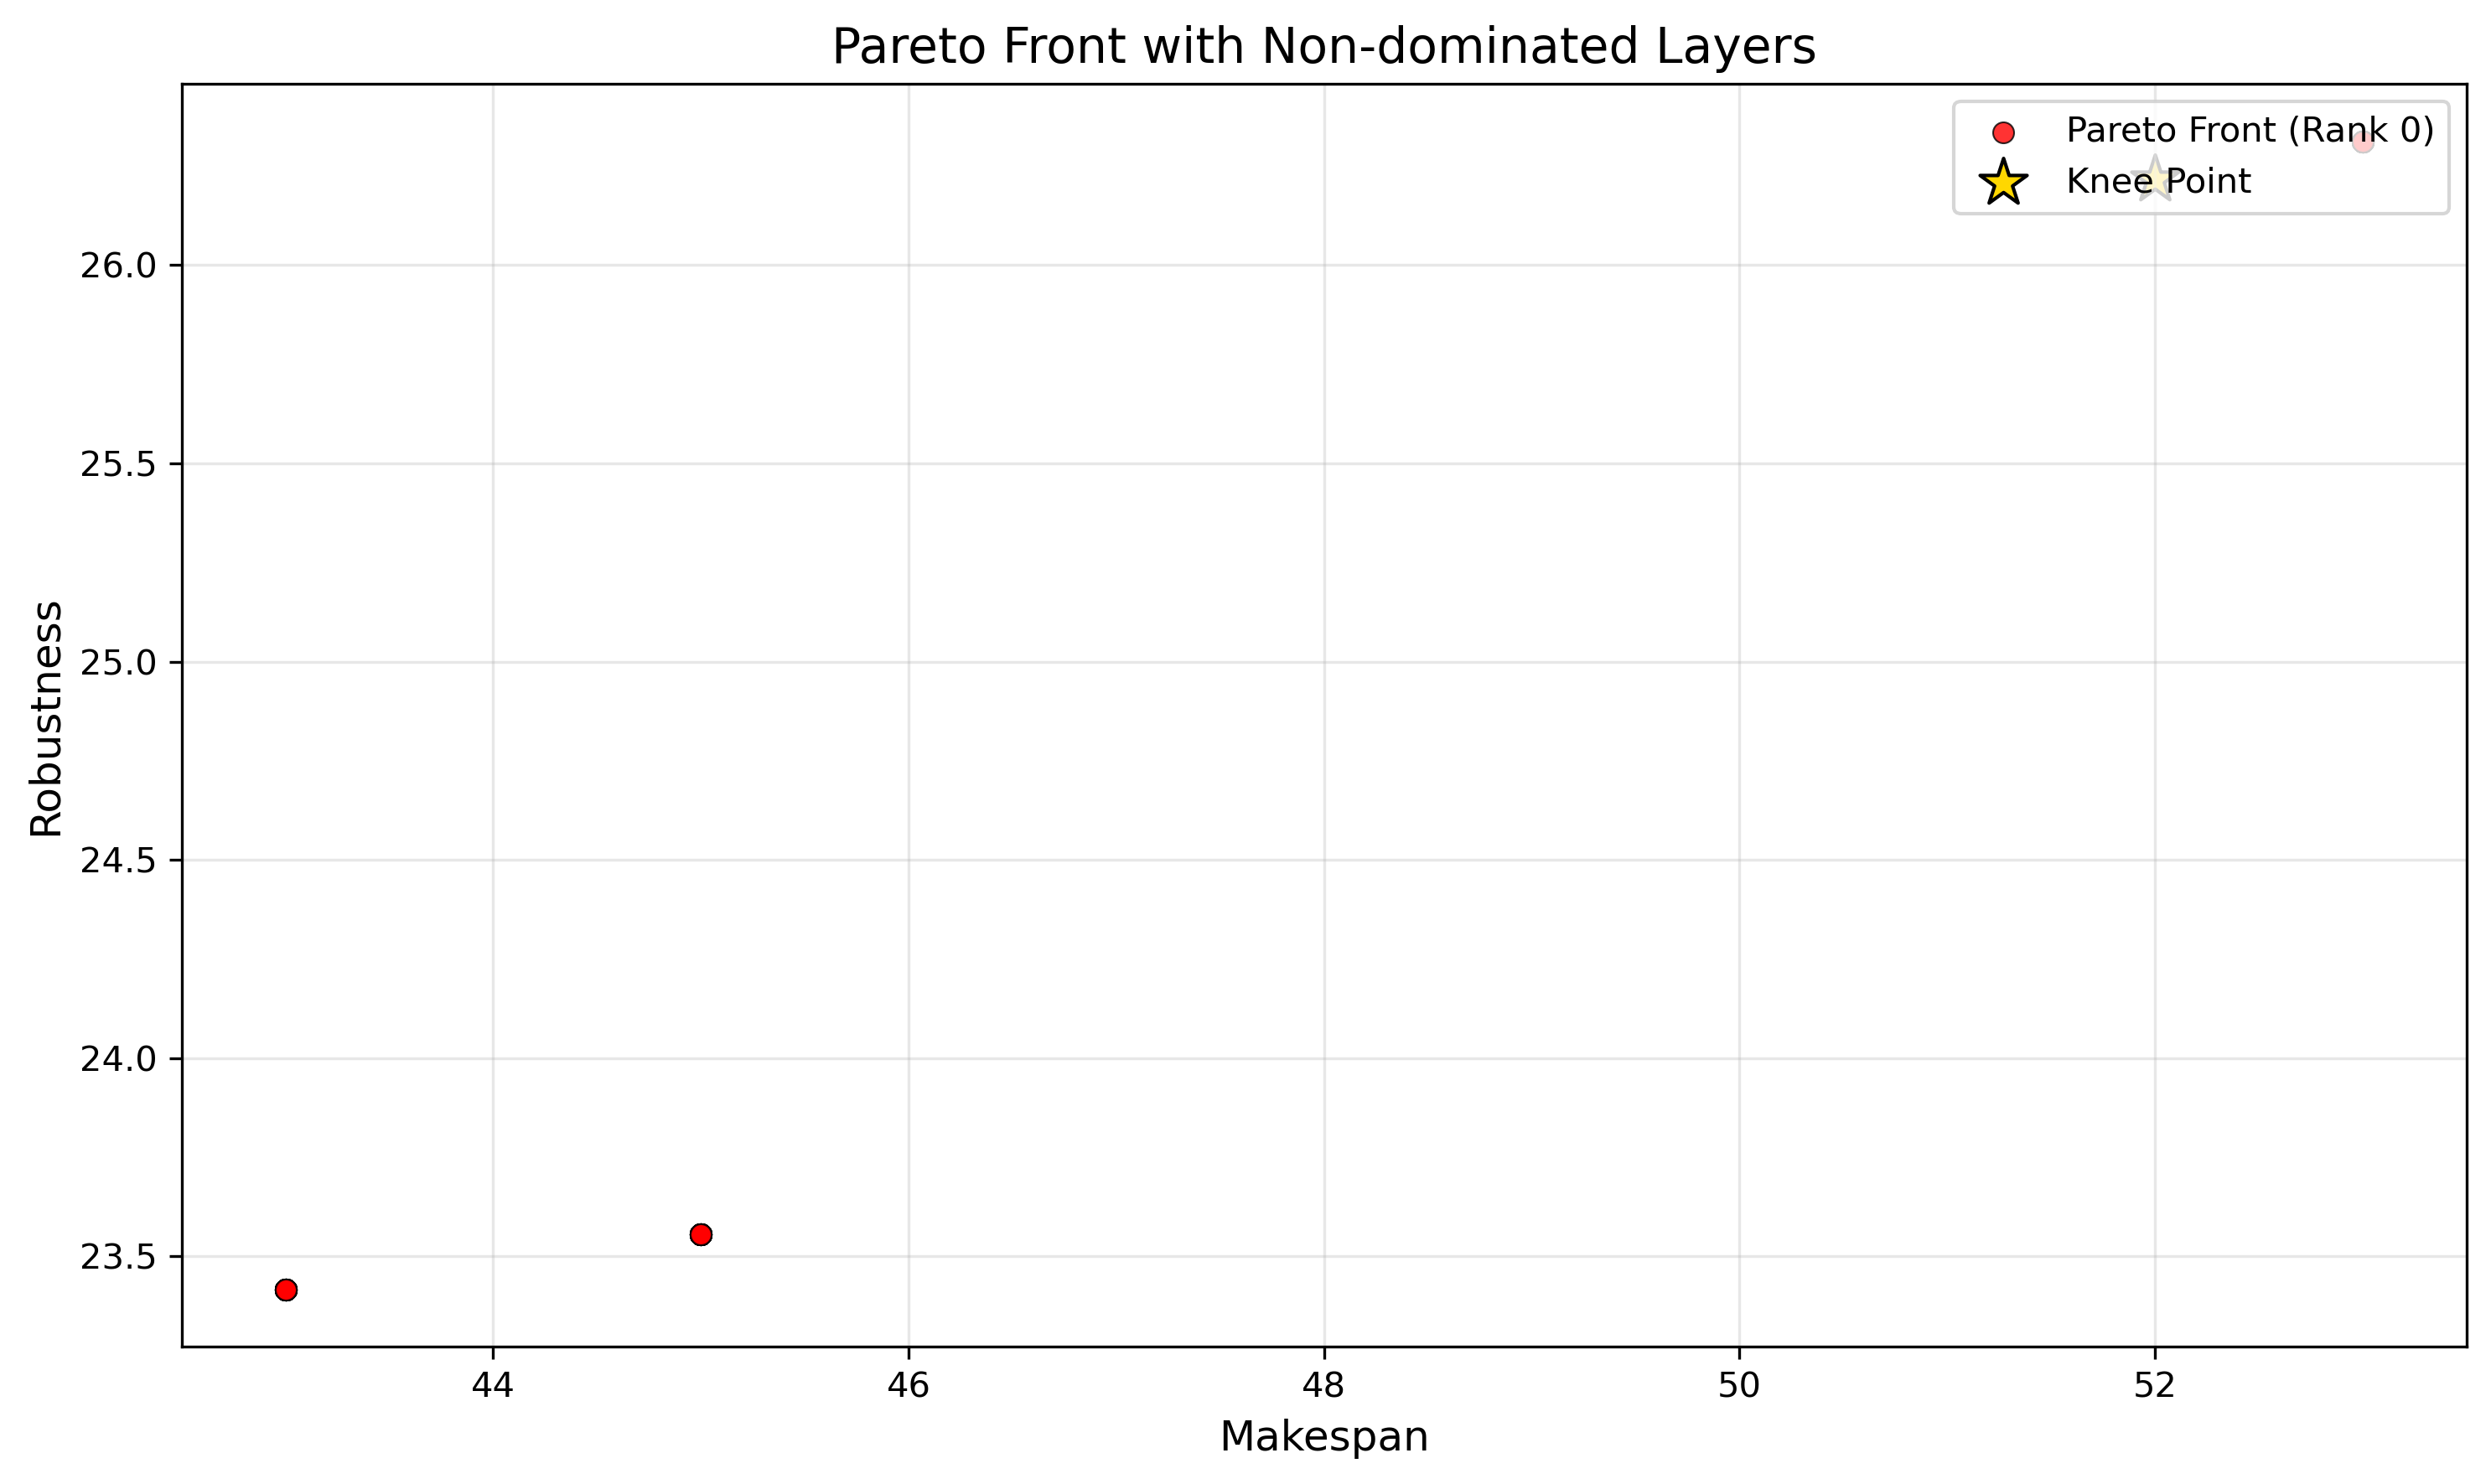 Pareto Front with Non-dominated Layers
Pareto Front (Rank 0)
Knee Point
Robustness
26.0
25.5
25.0
24.5
24.0
23.5
44 46 48 50 52
Makespan